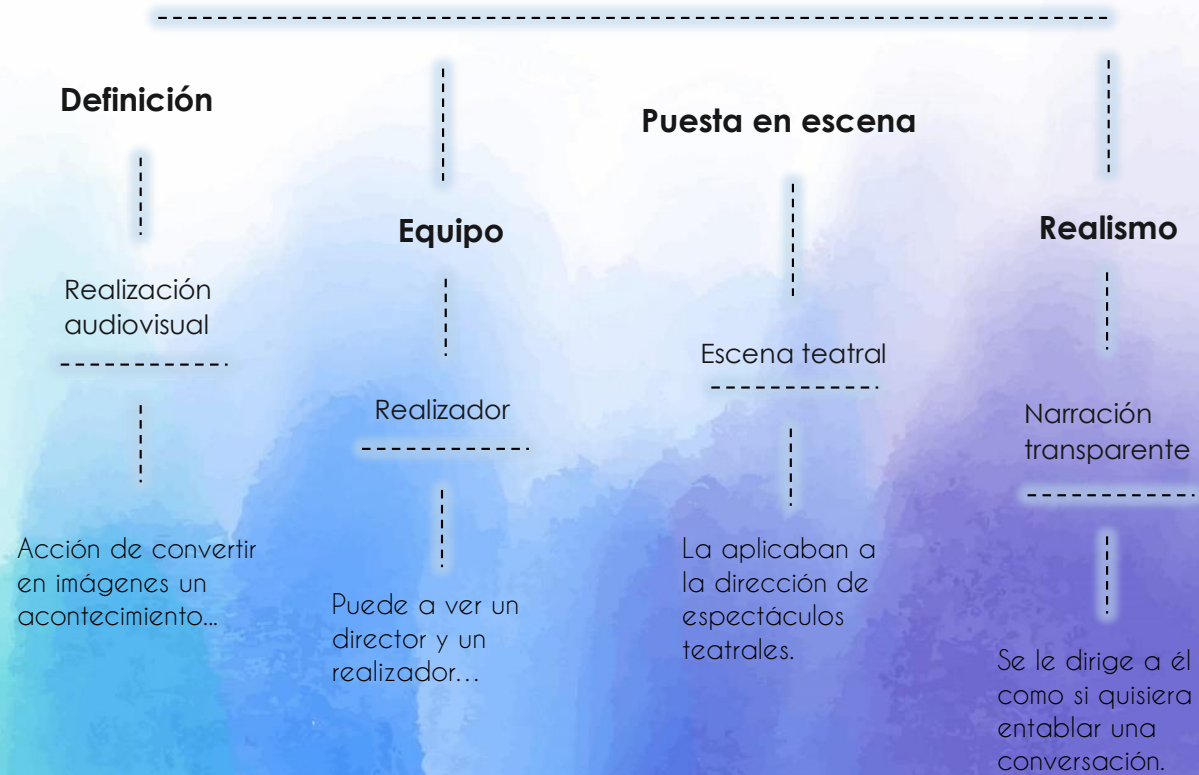 Definición
Realización
audiovisual
Acción de convertir
en imágenes un
acontecimiento...
Equipo
Realizador
Puede a ver un
director y un
realizador...
Puesta en escena
Escena teatral
La aplicaban a
la dirección de
espectáculos
teatrales.
Realismo
Narración
transparente
Se le dirige a él
como si quisiera
entablar una
conversación.